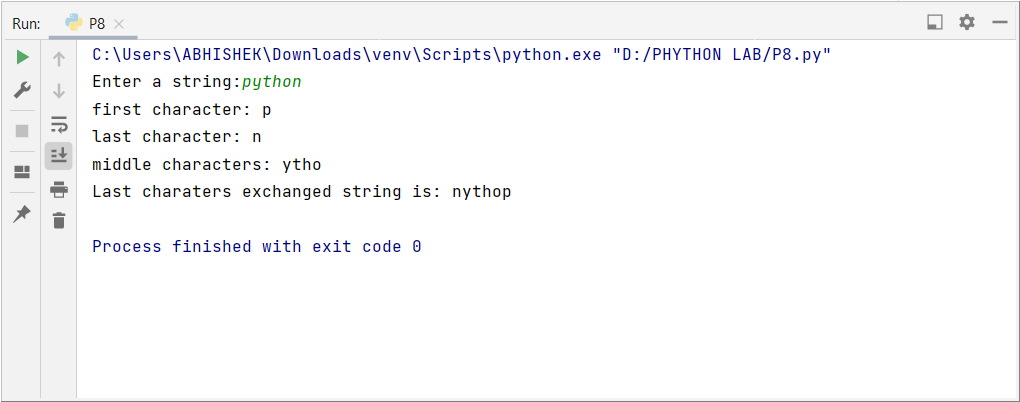 Run: P8
C:\Users\ABHISHEK\Downloads\venv\Scripts\python.exe "D:/PHYTHON LAB/P8.py"
Enter a string:python
first character: p
last character: n
middle characters: ytho
Last charaters exchanged string is: nythop
Process finished with exit code 0